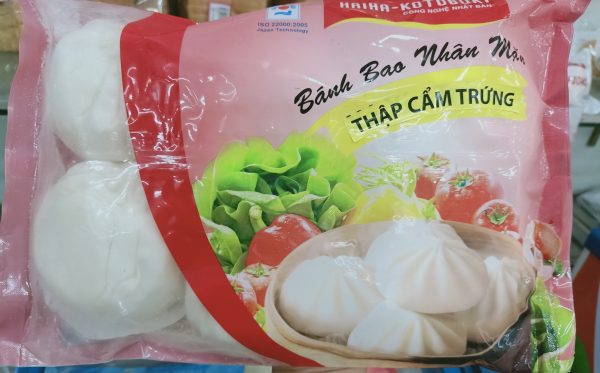 HAIHA-KOTOBUKI
CÔNG NGHỆ NHẬT BẢN
ISO 22000:2005
Japan Technology
Bánh Bao Nhân Mặn
THẬP CẨM TRỨNG